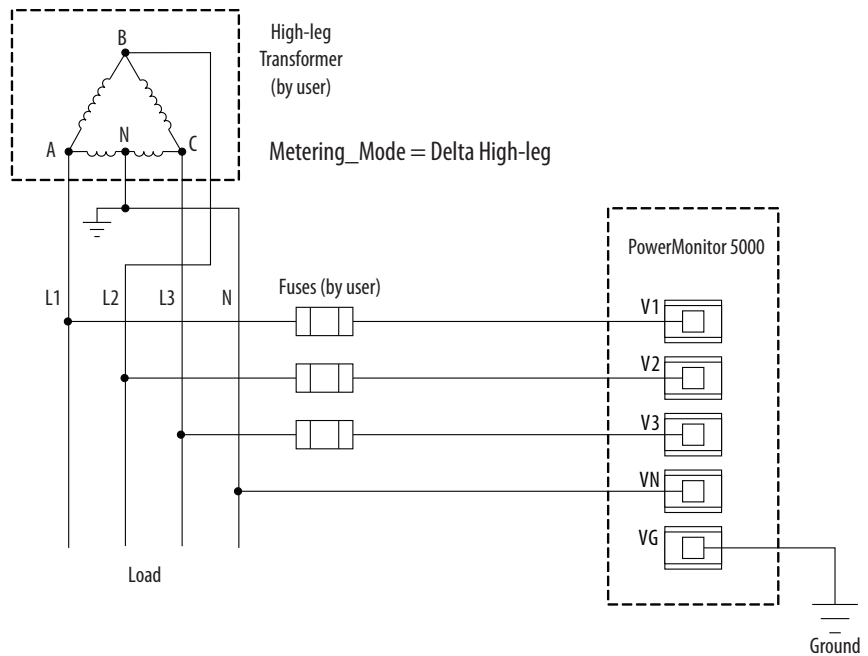 B
High-leg
Transformer
(by user)
A
N
C
Metering_Mode = Delta High-leg
PowerMonitor 5000
L1
L2
L3
N
Fuses (by user)
V1
V2
V3
VN
VG
Load
Ground